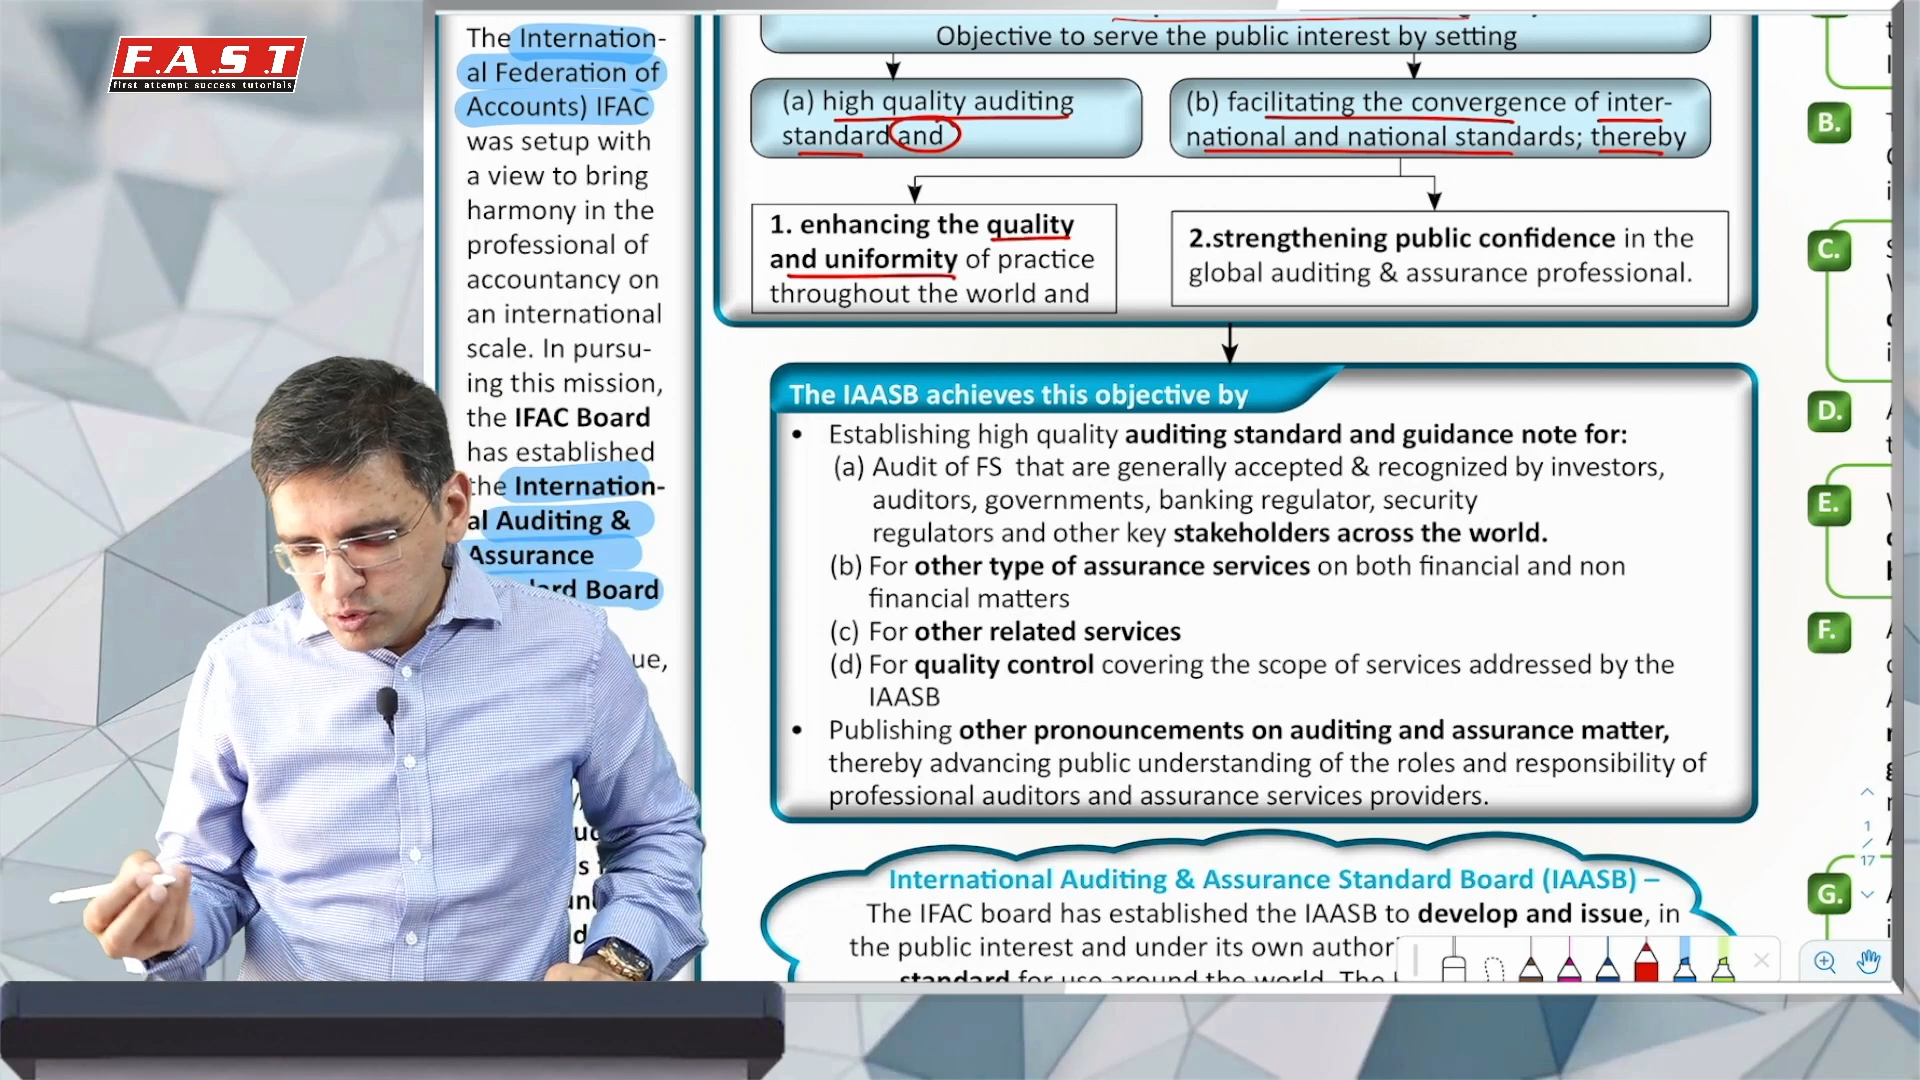 F.A.S.T
first attempt success tutorials
The Internation-
al Federation of
Accounts) IFAC
was setup with
a view to bring
harmony in the
professional of
accountancy on
an international
scale. In pursu-
ing this mission,
the IFAC Board
has established
the Internation-
al Auditing &
Assurance
Board
ue,
Objective to serve the public interest by setting
(a) high quality auditing
standard and
(b) facilitating the convergence of inter-
national and national standards; thereby
1. enhancing the quality
and uniformity of practice
throughout the world and
2.strengthening public confidence in the
global auditing & assurance professional.
The IAASB achieves this objective by
• Establishing high quality auditing standard and guidance note for:
(a) Audit of FS that are generally accepted & recognized by investors,
auditors, governments, banking regulator, security
regulators and other key stakeholders across the world.
(b) For other type of assurance services on both financial and non
financial matters
(c) For other related services
(d) For quality control covering the scope of services addressed by the
IAASB
• Publishing other pronouncements on auditing and assurance matter,
thereby advancing public understanding of the roles and responsibility of
professional auditors and assurance services providers.
International Auditing & Assurance Standard Board (IAASB) –
The IFAC board has established the IAASB to develop and issue, in
the public interest and under its own
standard for use around the world. The
B.
C.
D.
E.
F.
G.
1
/
17